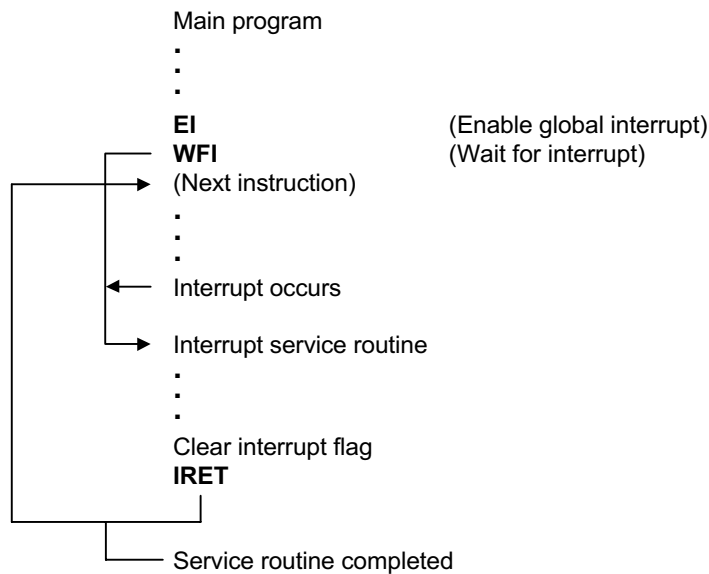 Main program
.
.
.
EI (Enable global interrupt)
WFI (Wait for interrupt)
(Next instruction)
.
.
.
Interrupt occurs
Interrupt service routine
.
.
.
Clear interrupt flag
IRET
Service routine completed